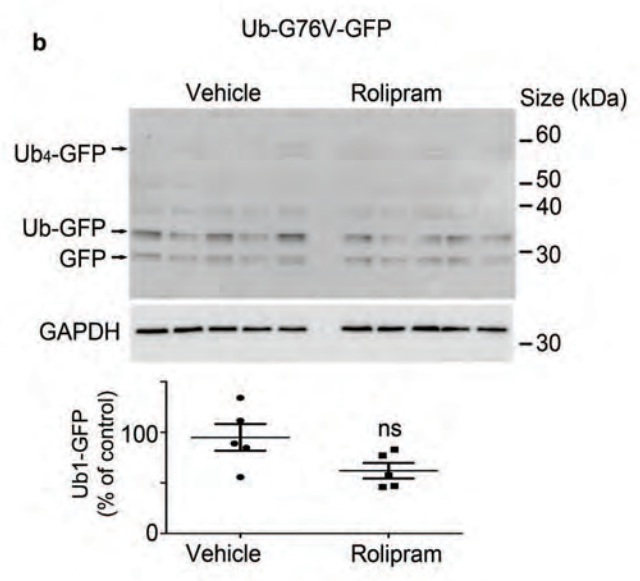 b
Ub-G76V-GFP
Vehicle Rolipram Size (kDa)
Ub4-GFP
60
50
40
Ub-GFP
30
GFP
GAPDH
30
Ub1-GFP
(% of control)
100
ns
0
Vehicle Rolipram